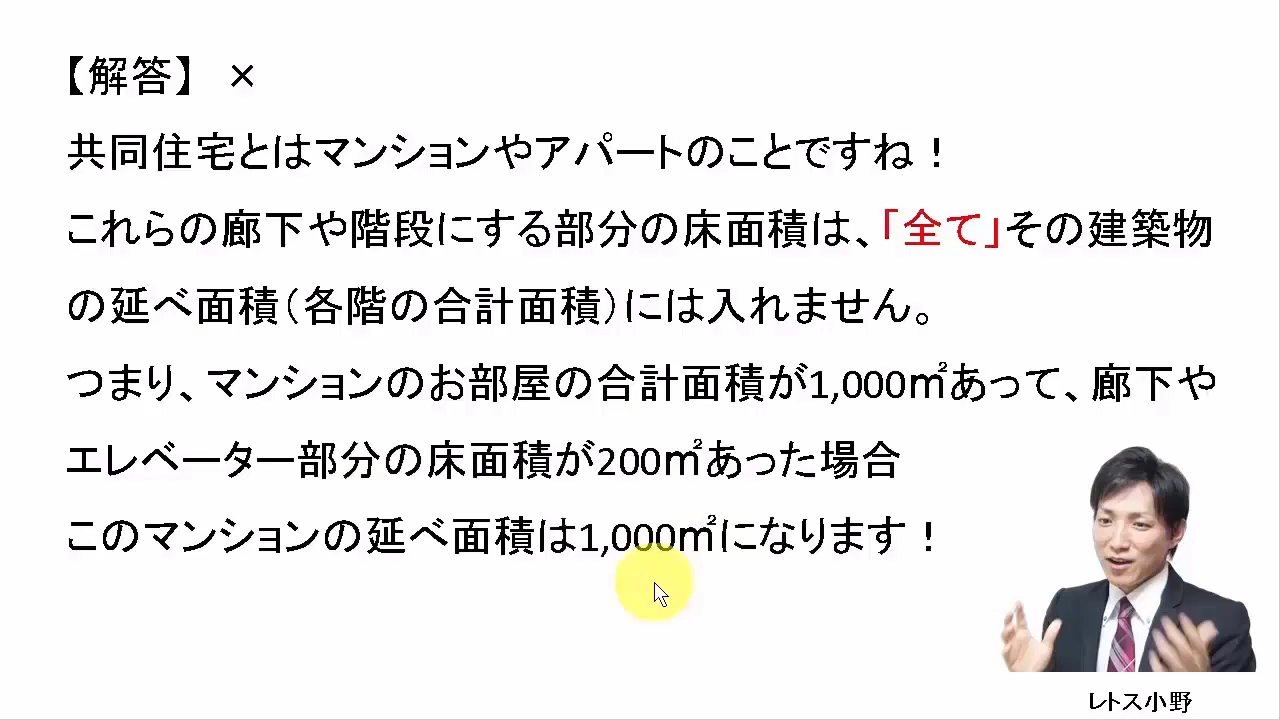 【解答】 ×
共同住宅とはマンションやアパートのことですね！
これらの廊下や階段にする部分の床面積は、「全て」その建築物
の延べ面積（各階の合計面積）には入れません。
つまり、マンションのお部屋の合計面積が1,000㎡あって、廊下や
エレベーター部分の床面積が200㎡あった場合
このマンションの延べ面積は1,000㎡になります！
レトス小野